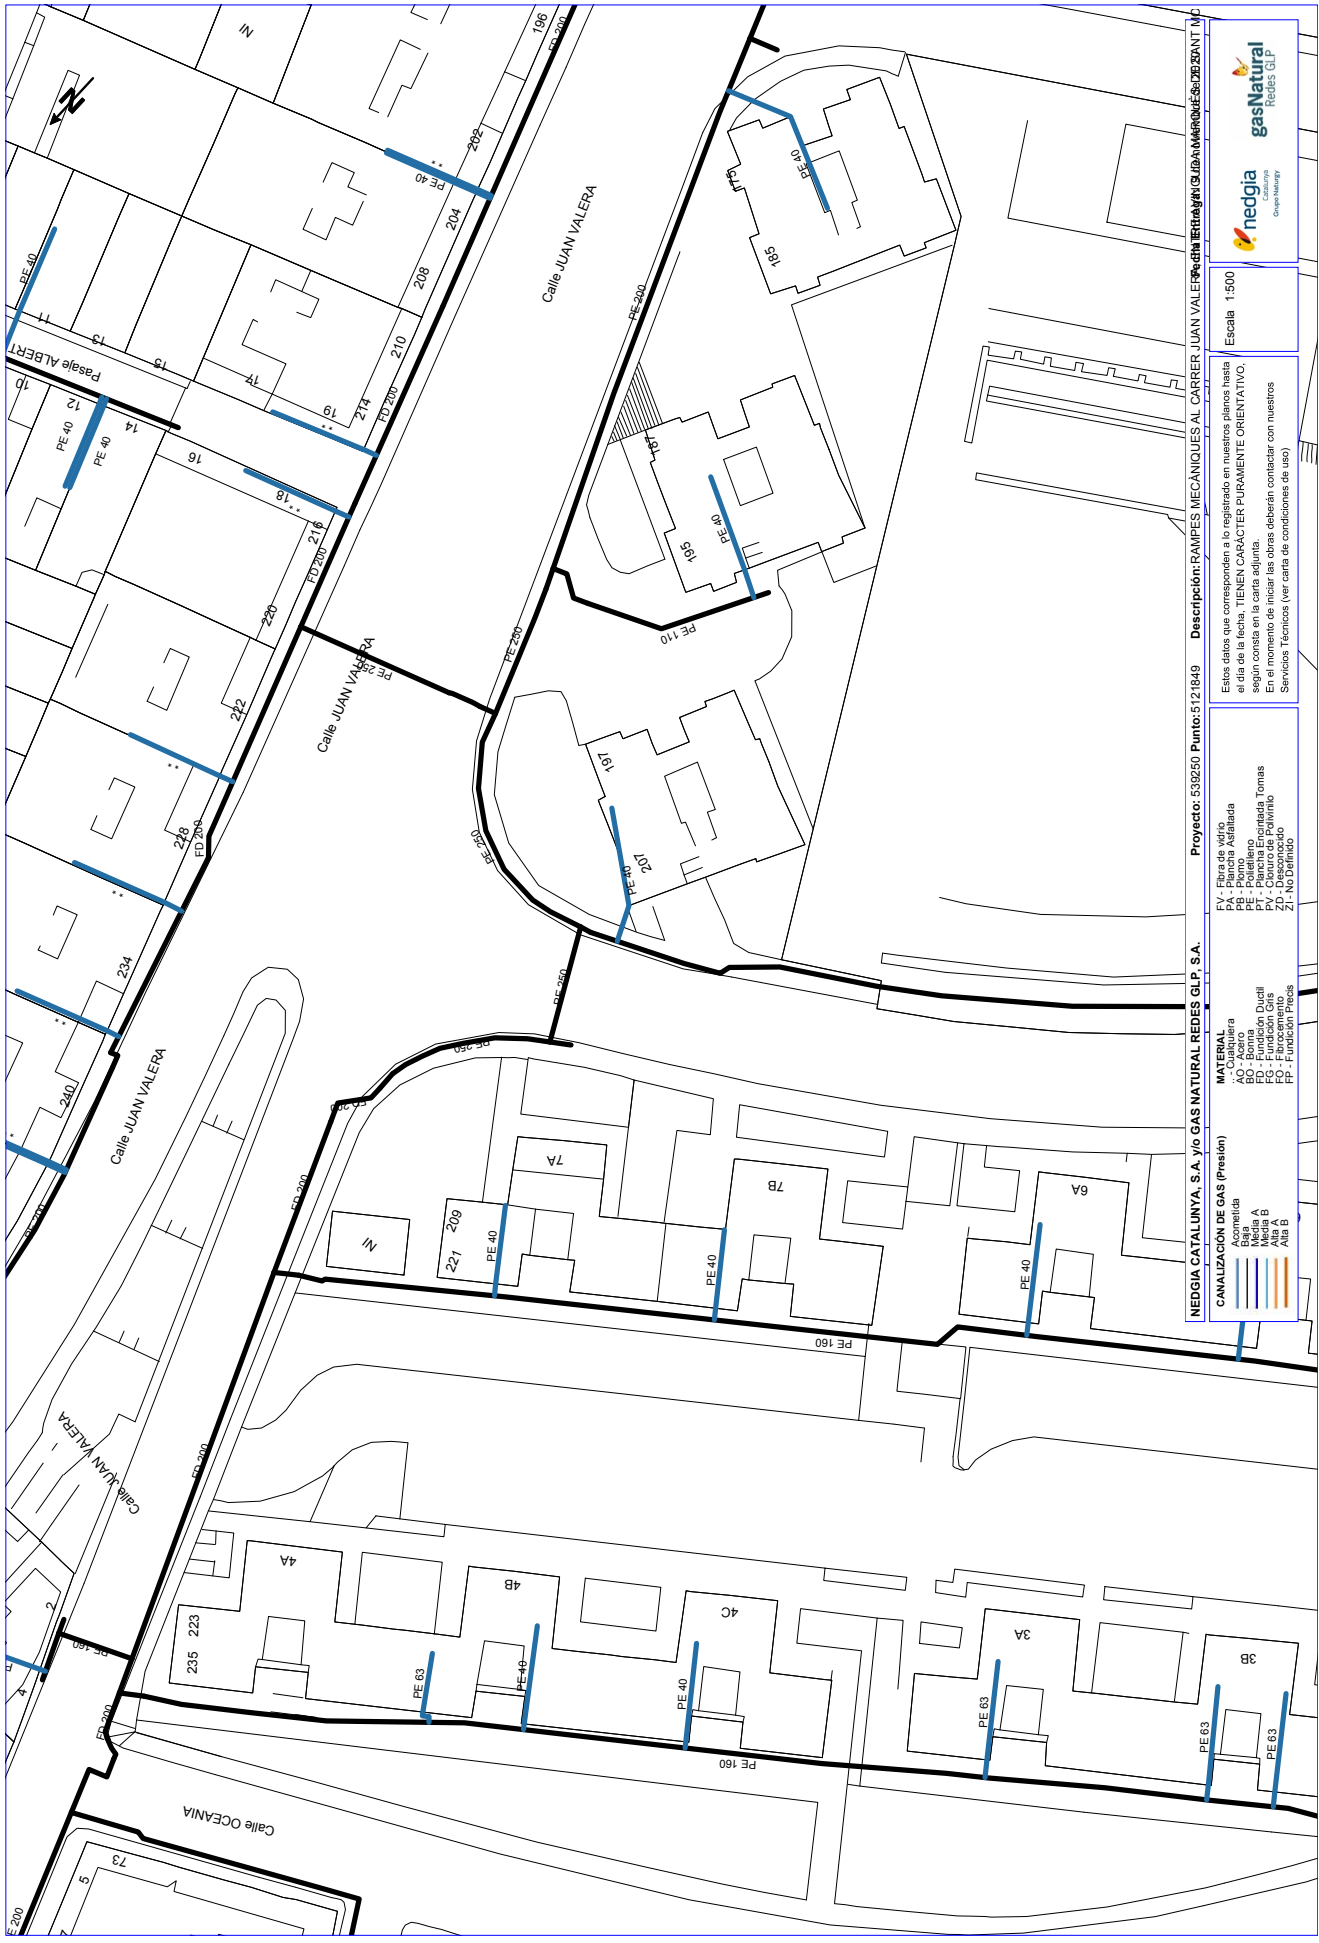 NEDGIA CATALUNYA, S.A. y/o GAS NATURAL REDES GLP, S.A.
Proyecto: 539250 Punto:5121849
Descripción:RAMPES MECÀNIQUES AL CARRER JUAN VALERA
CANALIZACIÓN DE GAS (Presión)
Acometida
Baja
Media A
Media B
Alta A
Alta B
MATERIAL
.. - Cualquiera
AO - Acero
BO - Bonna
FD - Fundición Ductil
FG - Fundición Gris
FO - Fibrocemento
FP - Fundición Precis
FV - Fibra de vidrio
PA - Plancha Asfaltada
PB - Plomo
PE - Polietileno
PT - Plancha Encintada Tomas
PV - Cloruro de Polivinilo
ZD - Desconocido
ZI - No Definido
Estos datos que corresponden a lo registrado en nuestros planos hasta
el día de la fecha, TIENEN CARÁCTER PURAMENTE ORIENTATIVO,
según consta en la carta adjunta.
En el momento de iniciar las obras deberán contactar con nuestros
Servicios Técnicos (ver carta de condiciones de uso)
Escala 1:500
nedgia
Catalunya
Grupo Naturgy
gasNatural
Redes GLP
N
NI
196
FD 200
202
PE 40
204
208
210
214
FD 200
PE 40
11
13
15
17
19
Pasaje ALBERT
10
12
14
16
18
PE 40
PE 40
216
FD 200
220
222
228
FD 200
234
240
PE 200
Calle JUAN VALERA
Calle JUAN VALERA
Calle JUAN VALERA
Calle JUAN VALERA
PE 200
175
PE 40
185
187
195
PE 40
PE 110
PE 250
PE 250
197
207
PE 40
PE 250
PE 250
PE 250
FD 200
FD 200
NI
209
221
7A
PE 40
7B
PE 40
6A
PE 40
PE 160
FD 200
2
4
PE 160
FD 200
223
235
4A
PE 63
4B
PE 40
4C
PE 40
PE 160
3A
PE 63
3B
PE 63
PE 63
Calle OCEANIA
73
5